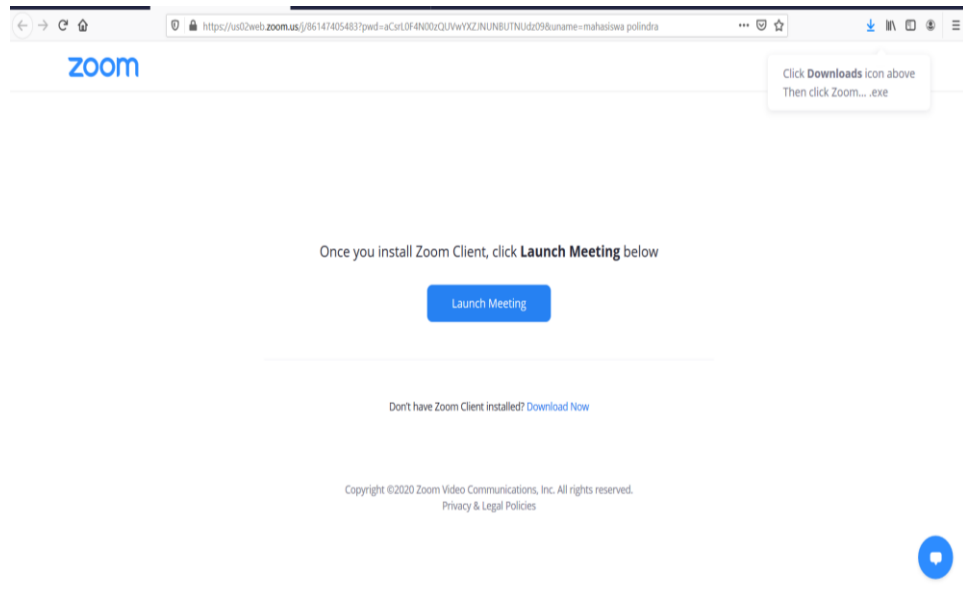 https://us02web.zoom.us/j/86147405483?pwd=aCsrL0F4N00zQUVwYXZJNUNBUTNUdz09&uname=mahasiswa polindra
zoom
Click Downloads icon above
Then click Zoom... .exe
Once you install Zoom Client, click Launch Meeting below
Launch Meeting
Don't have Zoom Client installed? Download Now
Copyright ©2020 Zoom Video Communications, Inc. All rights reserved.
Privacy & Legal Policies